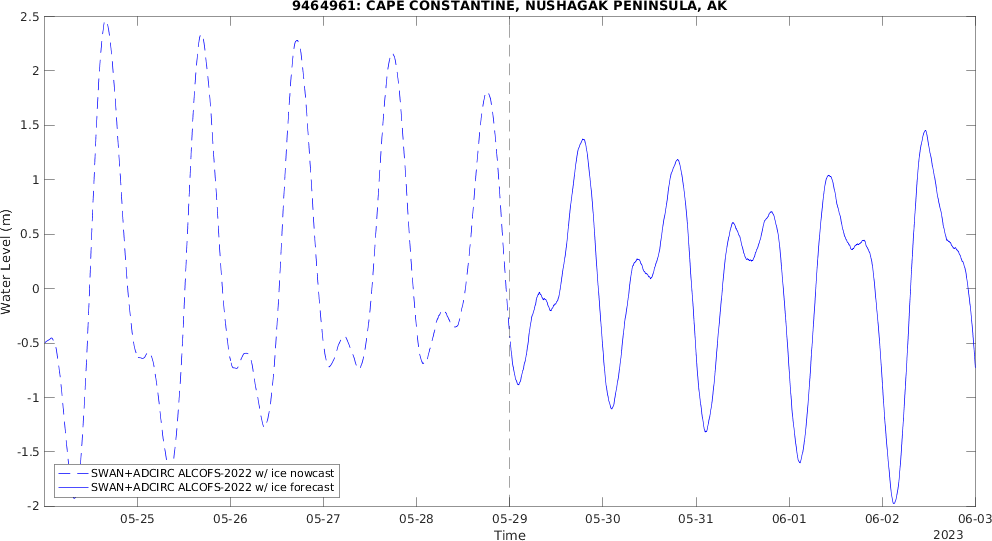 9464961: CAPE CONSTANTINE, NUSHAGAK PENINSULA, AK
2.5
2
1.5
1
0.5
0
-0.5
-1
-1.5
-2
Water Level (m)
SWAN+ADCIRC ALCOFS-2022 w/ ice nowcast
SWAN+ADCIRC ALCOFS-2022 w/ ice forecast
05-25 05-26 05-27 05-28 05-29 05-30 05-31 06-01 06-02 06-03
Time
2023